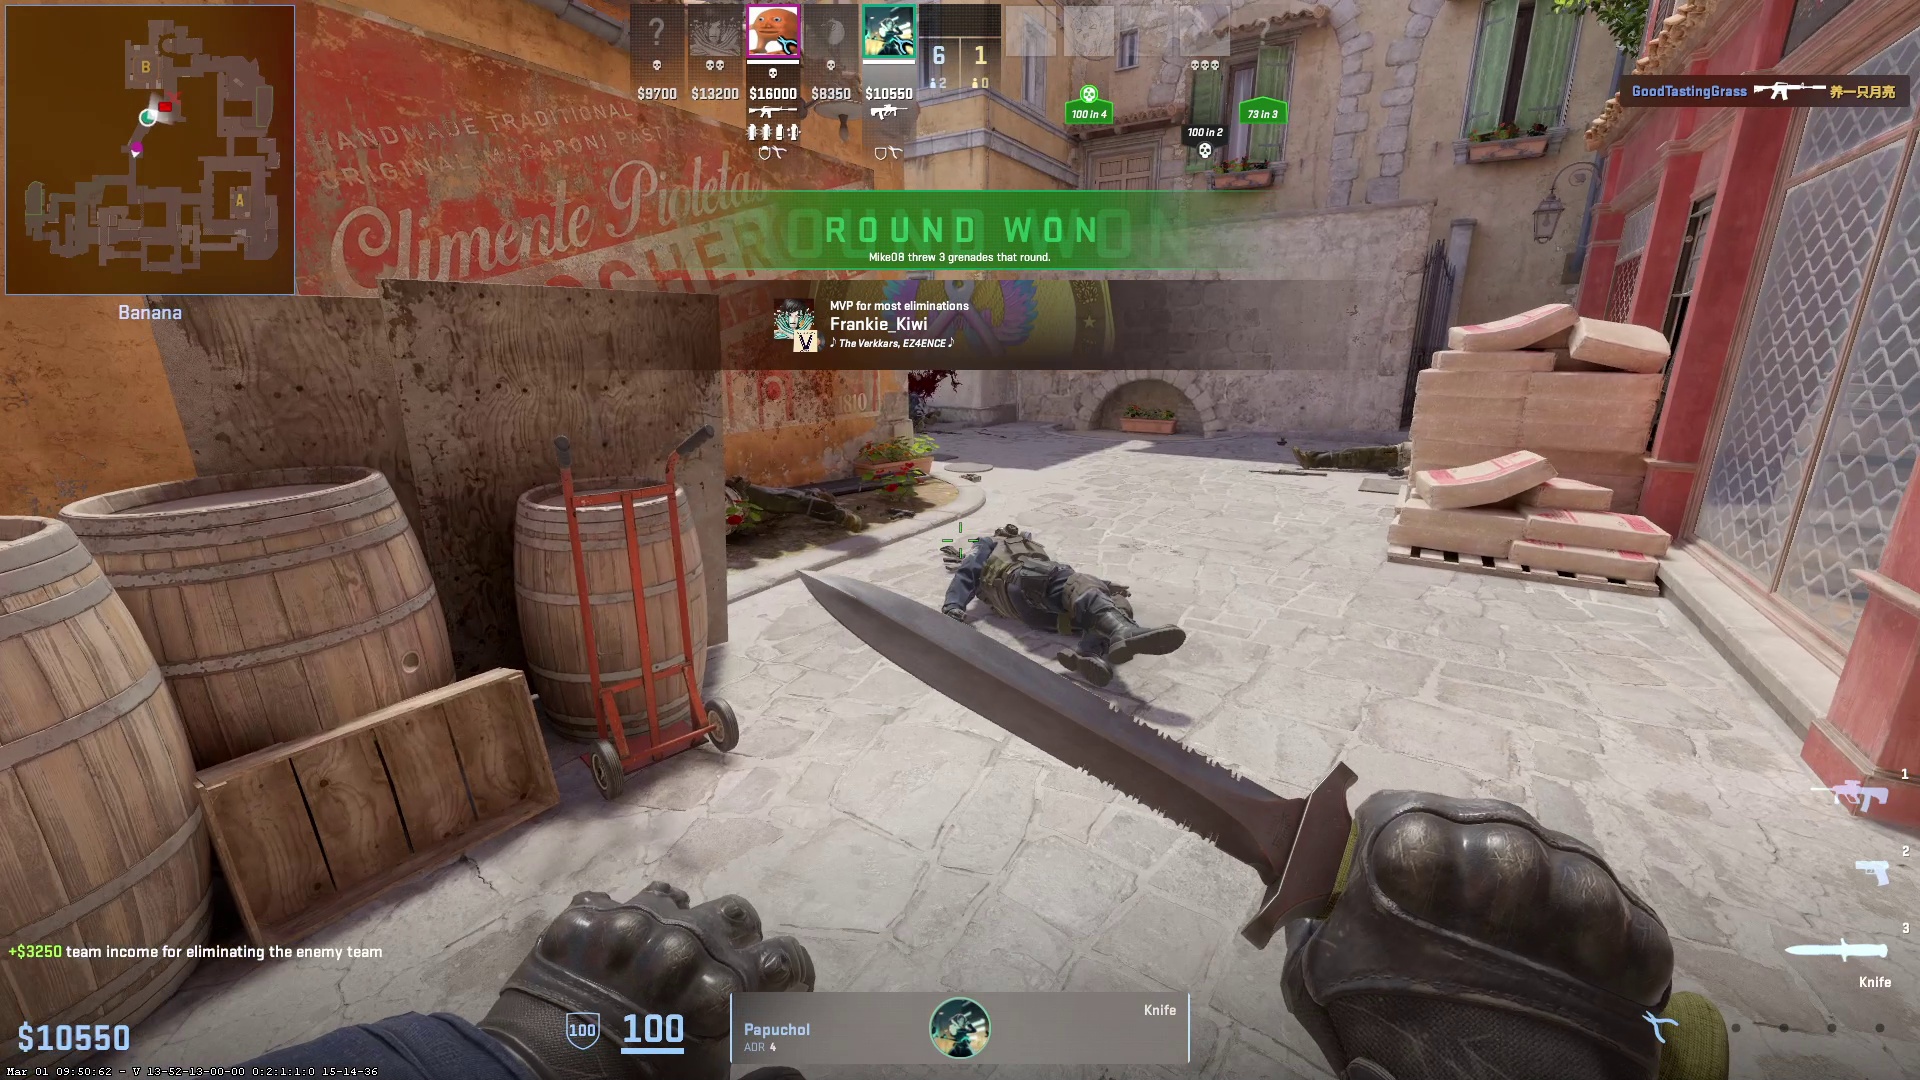 B
A
Banana
?
$9700
$13200
$16000
$8350
$10550
6
1
2
0
100 in 4
100 in 2
73 in 3
GoodTastingGrass 养一只月亮
HANDMADE TRADITIONAL
ORIGINAL MACARONI PASTA
Climente Pioletas
ROUND WON
Mike08 threw 3 grenades that round.
MVP for most eliminations
Frankie_Kiwi
V
♪ The Verkkars, EZ4ENCE ♪
1810
1
2
3
Knife
+$3250 team income for eliminating the enemy team
$10550
100
100
Papuchol
ADR 4
Knife
Mar 01 09:50:62 - V 13-52-13-00-00 0:2:1:1:0 15-14-36